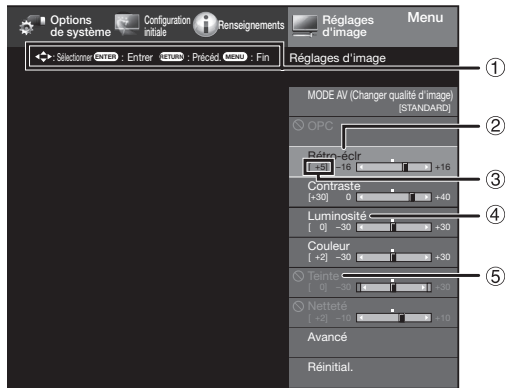 Options de système
Configuration initiale
Renseignements
Réglages d'image
Menu
: Sélectionner ENTER : Entrer RETURN : Précéd. MENU : Fin
Réglages d'image
①
MODE AV (Changer qualité d'image)
[STANDARD]
OPC
②
Rétro-éclr
[ +5] −16 +16
③
Contraste
[+30] 0 +40
Luminosité
④
[ 0] −30 +30
Couleur
[ +2] −30 +30
Teinte
⑤
[ 0] −30 +30
Netteté
[ +2] −10 +10
Avancé
Réinitial.